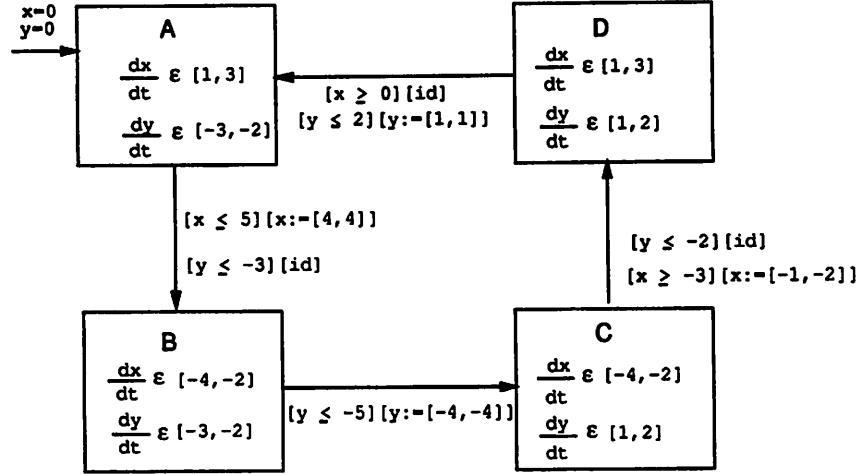 x=0
y=0
A
dx/dt ε [1,3]
dy/dt ε [-3,-2]
D
dx/dt ε [1,3]
dy/dt ε [1,2]
[x ≥ 0][id]
[y ≤ 2][y:=[1,1]]
[x ≤ 5][x:=[4,4]]
[y ≤ -3][id]
[y ≤ -2][id]
[x ≥ -3][x:=[-1,-2]]
B
dx/dt ε [-4,-2]
dy/dt ε [-3,-2]
[y ≤ -5][y:=[-4,-4]]
C
dx/dt ε [-4,-2]
dy/dt ε [1,2]